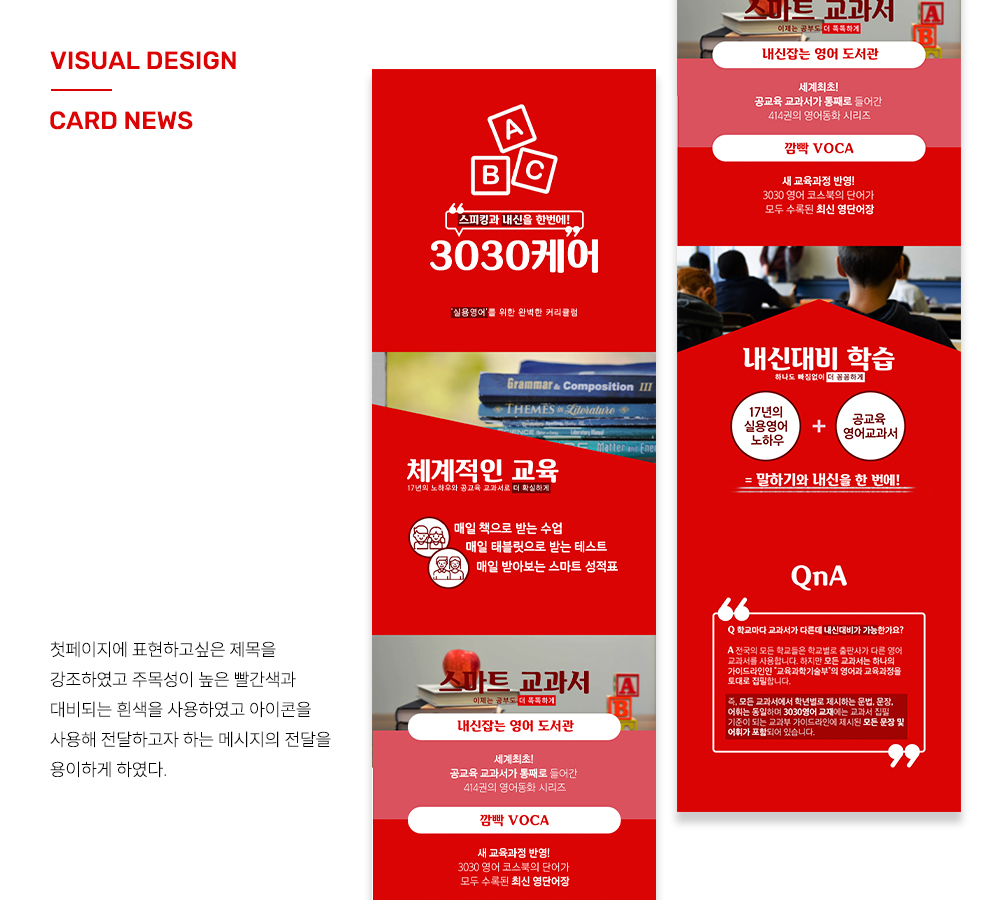 VISUAL DESIGN
CARD NEWS
첫페이지에 표현하고싶은 제목을
강조하였고 주목성이 높은 빨간색과
대비되는 흰색을 사용하였고 아이콘을
사용해 전달하고자 하는 메시지의 전달을
용이하게 하였다.
A
B
C
스피킹과 내신을 한번에!
3030케어
'실용영어'를 위한 완벽한 커리큘럼
Grammar & Composition III
THEMES in Literature
SCIENCE
Matter and Ener
체계적인 교육
17년의 노하우와 공교육 교과서로 더 확실하게
매일 책으로 받는 수업
매일 태블릿으로 받는 테스트
매일 받아보는 스마트 성적표
스마트 교과서
이제는 공부도 더 똑똑하게
A
B
내신잡는 영어 도서관
세계최초!
공교육 교과서가 통째로 들어간
414권의 영어동화 시리즈
깜빡 VOCA
새 교육과정 반영!
3030 영어 코스북의 단어가
모두 수록된 최신 영단어장
스마트 교과서
이제는 공부도 더 똑똑하게
A
B
내신잡는 영어 도서관
세계최초!
공교육 교과서가 통째로 들어간
414권의 영어동화 시리즈
깜빡 VOCA
새 교육과정 반영!
3030 영어 코스북의 단어가
모두 수록된 최신 영단어장
내신대비 학습
하나도 빠짐없이 더 꼼꼼하게
17년의
실용영어
노하우
+
공교육
영어교과서
= 말하기와 내신을 한 번에!
QnA
Q 학교마다 교과서가 다른데 내신대비가 가능한가요?
A 전국의 모든 학교들은 학교별로 출판사가 다른 영어
교과서를 사용합니다. 하지만 모든 교과서는 하나의
가이드라인인 "교육과학기술부"의 영어과 교육과정을
토대로 집필합니다.
즉, 모든 교과서에서 학년별로 제시하는 문법, 문장,
어휘는 동일하며 3030영어 교재에는 교과서 집필
기준이 되는 교과부 가이드라인에 제시된 모든 문장 및
어휘가 포함되어 있습니다.